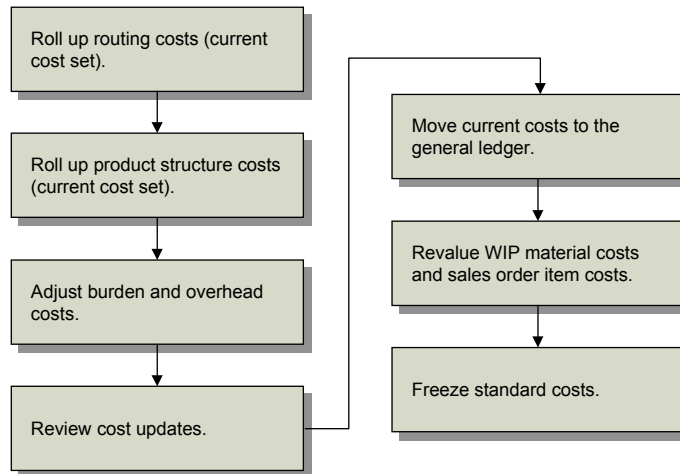 Roll up routing costs (current
cost set).
Roll up product structure costs
(current cost set).
Adjust burden and overhead
costs.
Review cost updates.
Move current costs to the
general ledger.
Revalue WIP material costs
and sales order item costs.
Freeze standard costs.